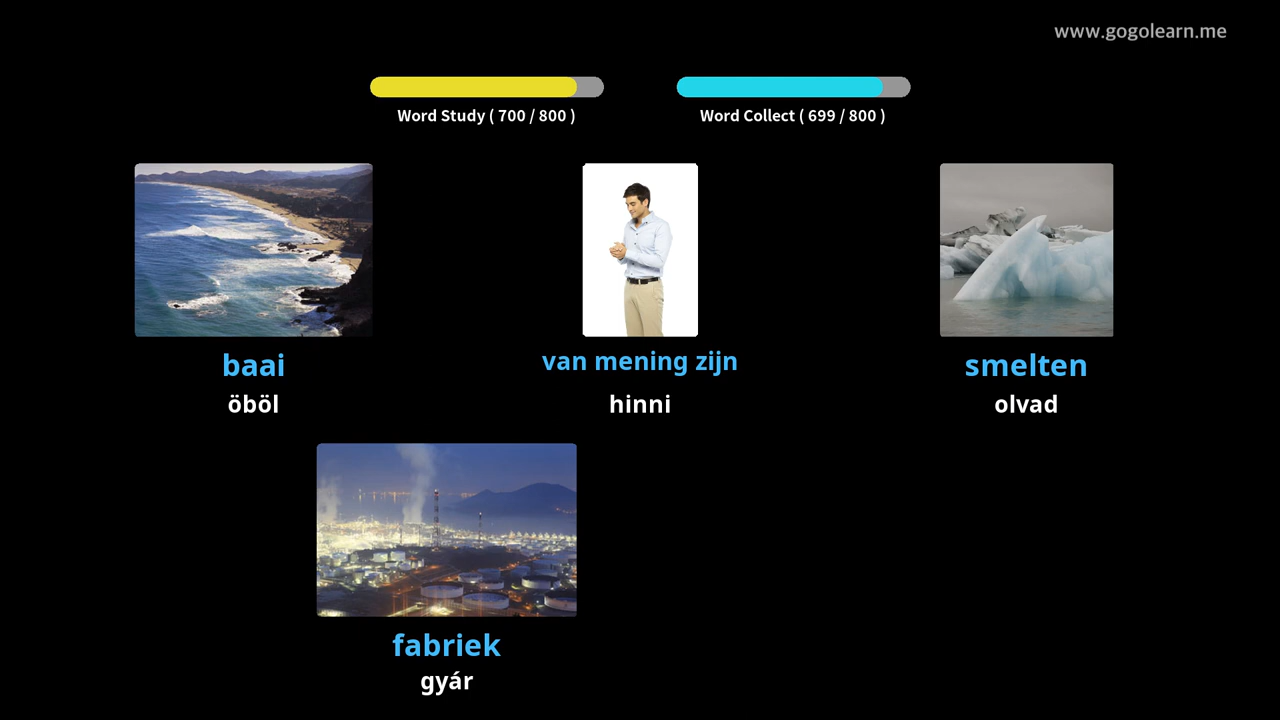 www.gogolearn.me
Word Study ( 700 / 800 )
Word Collect ( 699 / 800 )
baai
öböl
van mening zijn
hinni
smelten
olvad
fabriek
gyár